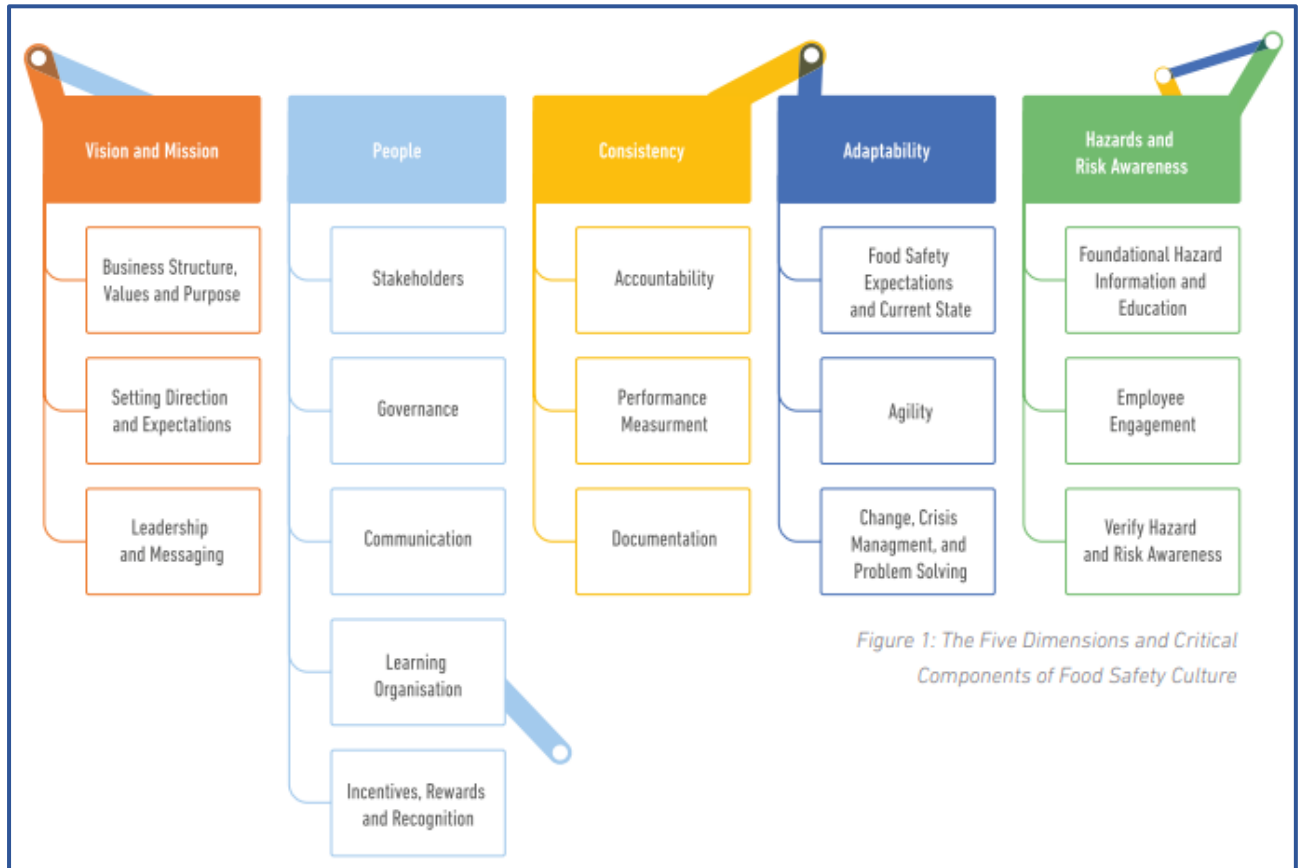 Vision and Mission
Business Structure,
Values and Purpose
Setting Direction
and Expectations
Leadership
and Messaging
People
Stakeholders
Governance
Communication
Learning
Organisation
Incentives, Rewards
and Recognition
Consistency
Accountability
Performance
Measurment
Documentation
Adaptability
Food Safety
Expectations
and Current State
Agility
Change, Crisis
Managment, and
Problem Solving
Hazards and
Risk Awareness
Foundational Hazard
Information and
Education
Employee
Engagement
Verify Hazard
and Risk Awareness
Figure 1: The Five Dimensions and Critical
Components of Food Safety Culture